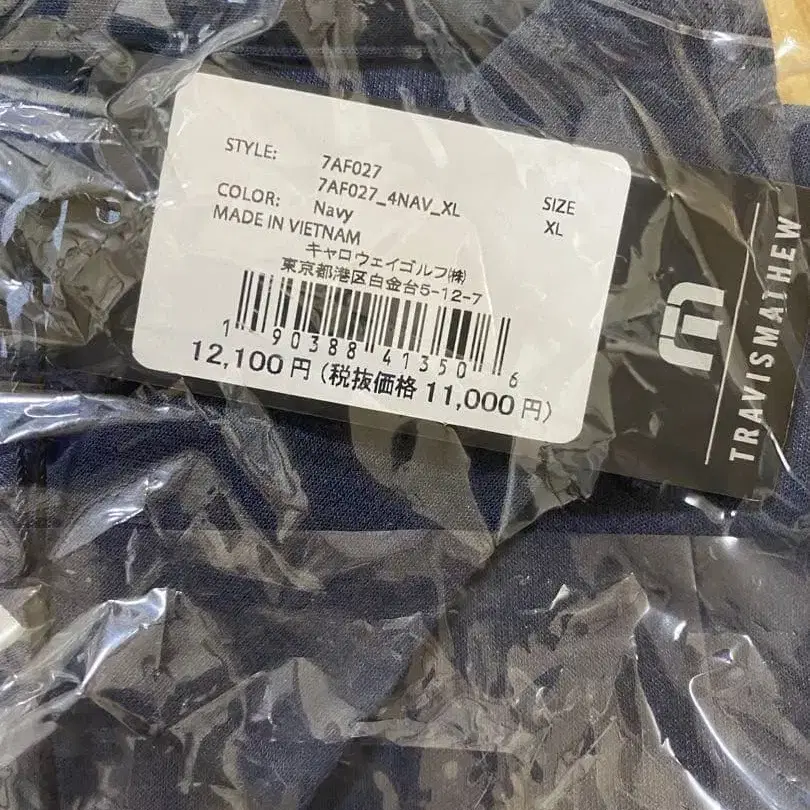 STYLE: 7AF027
7AF027_4NAV_XL
COLOR: Navy
MADE IN VIETNAM
SIZE
XL
キャロウェイゴルフ㈱
東京都港区白金台5-12-7
1 90388 41350 6
12,100円（税抜価格 11,000円）
TRAVISMATHEW